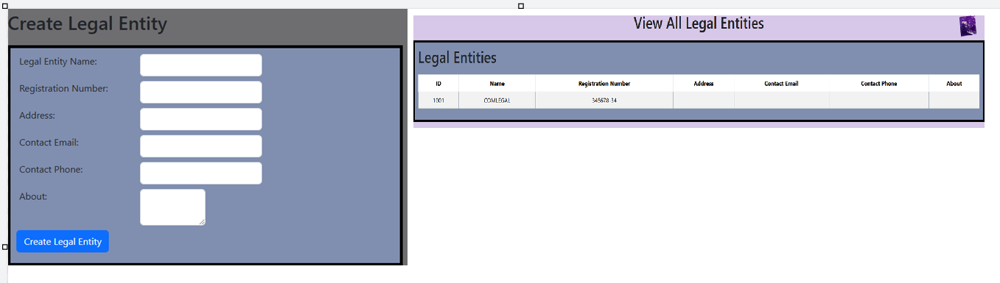 Create Legal Entity
Legal Entity Name:
Registration Number:
Address:
Contact Email:
Contact Phone:
About:
Create Legal Entity
View All Legal Entities
Legal Entities
ID Name Registration Number Address Contact Email Contact Phone About
1001 COMLEGAL 345678-34